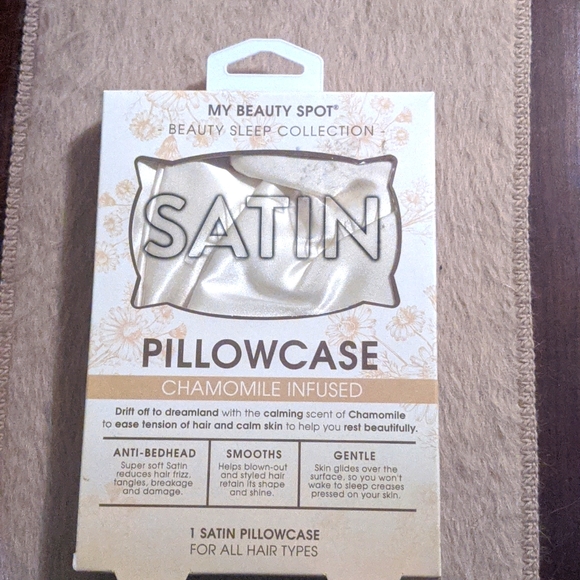 MY BEAUTY SPOT®
- BEAUTY SLEEP COLLECTION -
SATIN
PILLOWCASE
CHAMOMILE INFUSED
Drift off to dreamland with the calming scent of Chamomile
to ease tension of hair and calm skin to help you rest beautifully.
ANTI-BEDHEAD
Super soft Satin
reduces hair frizz,
tangles, breakage
and damage.
SMOOTHS
Helps blown-out
and styled hair
retain its shape
and shine.
GENTLE
Skin glides over the
surface, so you won't
wake to sleep creases
pressed on your skin.
1 SATIN PILLOWCASE
FOR ALL HAIR TYPES